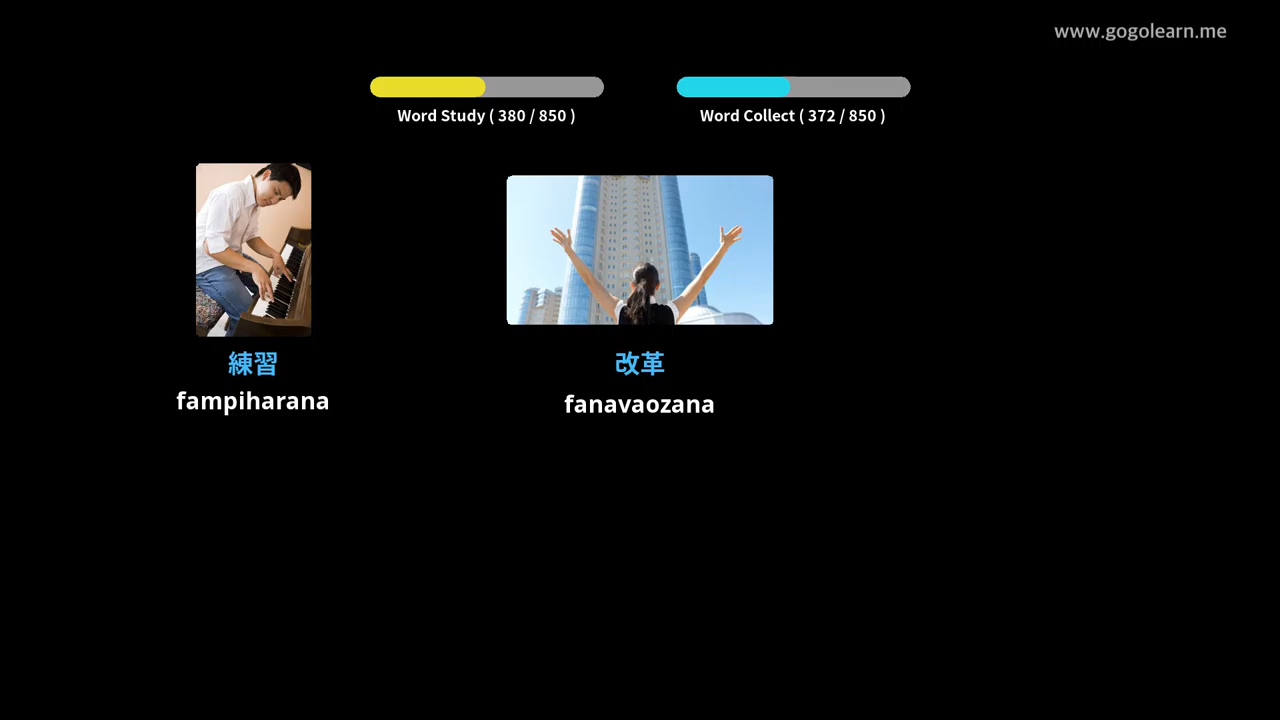 www.gogolearn.me
Word Study ( 380 / 850 )
Word Collect ( 372 / 850 )
練習
fampiharana
改革
fanavaozana